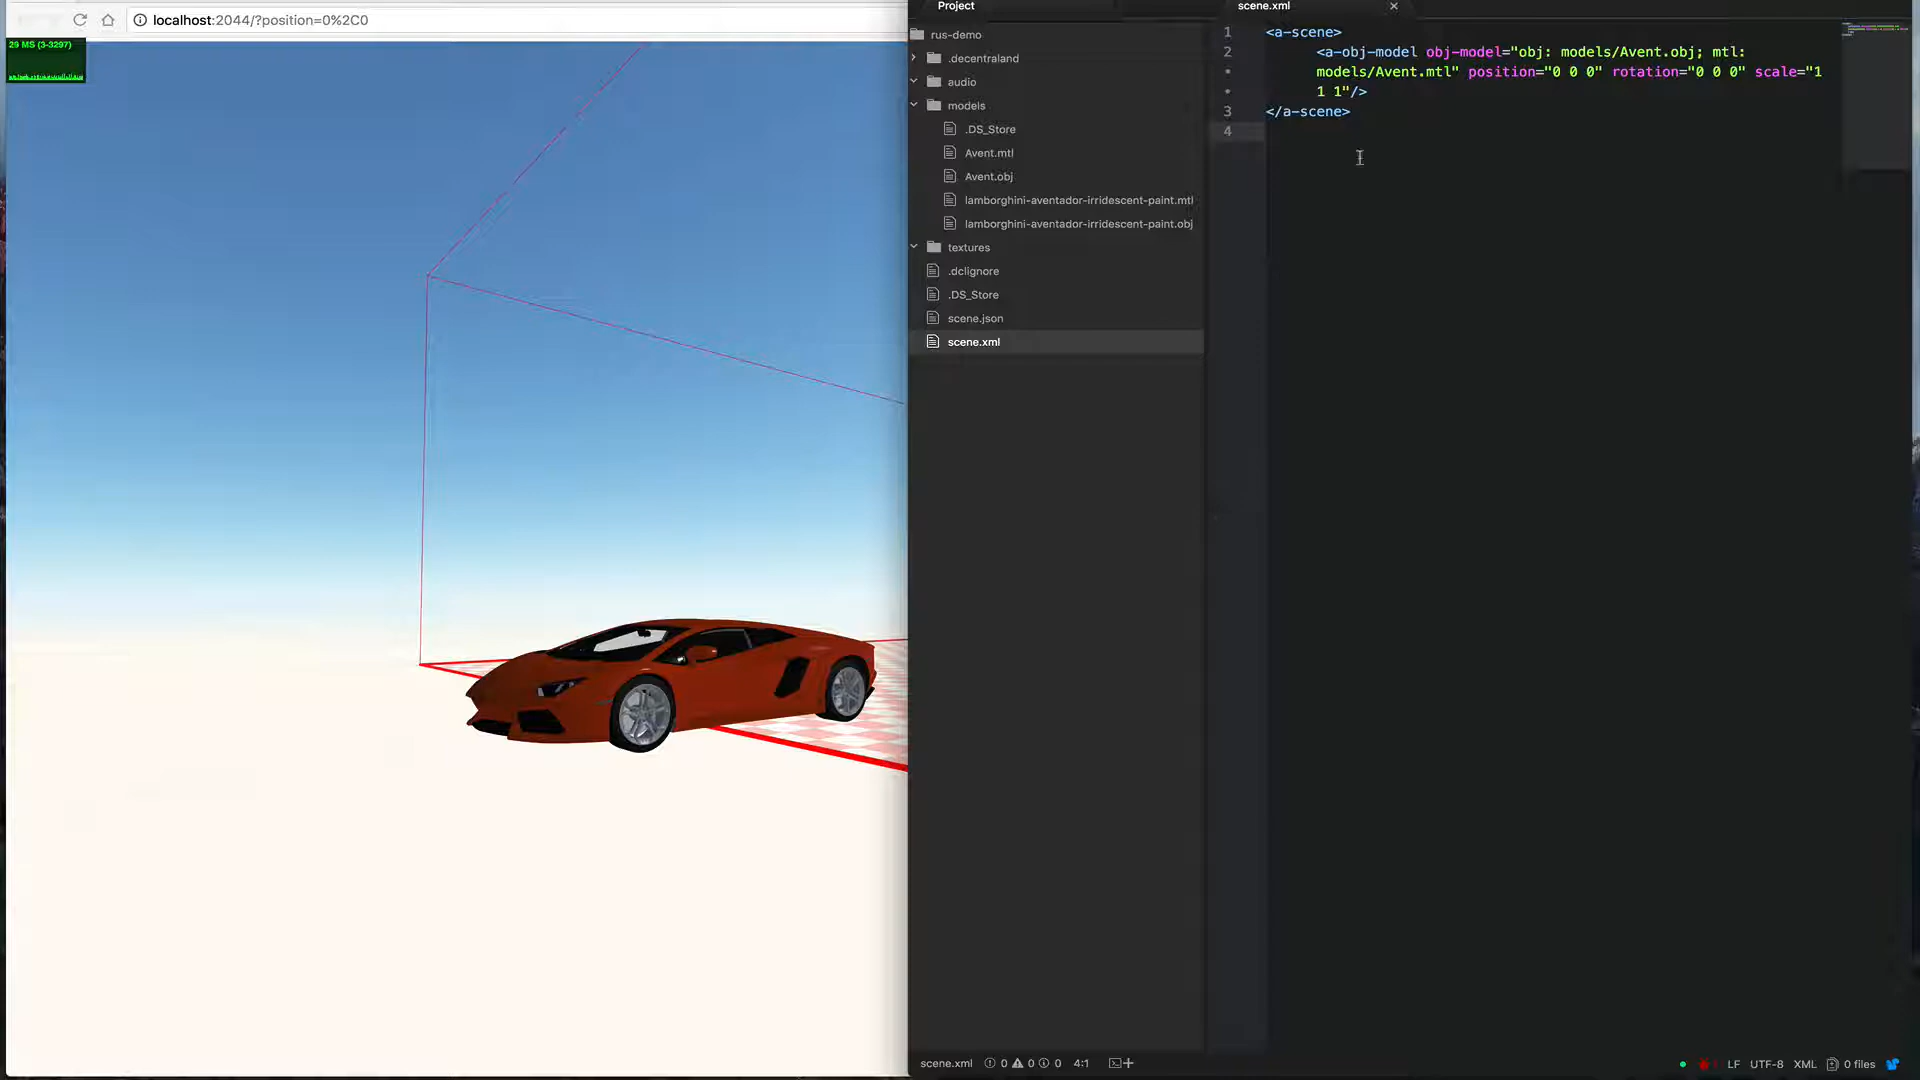 localhost:2044/?position=0%2C0
29 MS (3-3297)
Project
rus-demo
.decentraland
audio
models
.DS_Store
Avent.mtl
Avent.obj
lamborghini-aventador-irridescent-paint.mtl
lamborghini-aventador-irridescent-paint.obj
textures
.dclignore
.DS_Store
scene.json
scene.xml
scene.xml
1 <a-scene>
2 <a-obj-model obj-model="obj: models/Avent.obj; mtl:
models/Avent.mtl" position="0 0 0" rotation="0 0 0" scale="1
1 1"/>
3 </a-scene>
4
scene.xml 0 0 0 4:1
LF UTF-8 XML 0 files